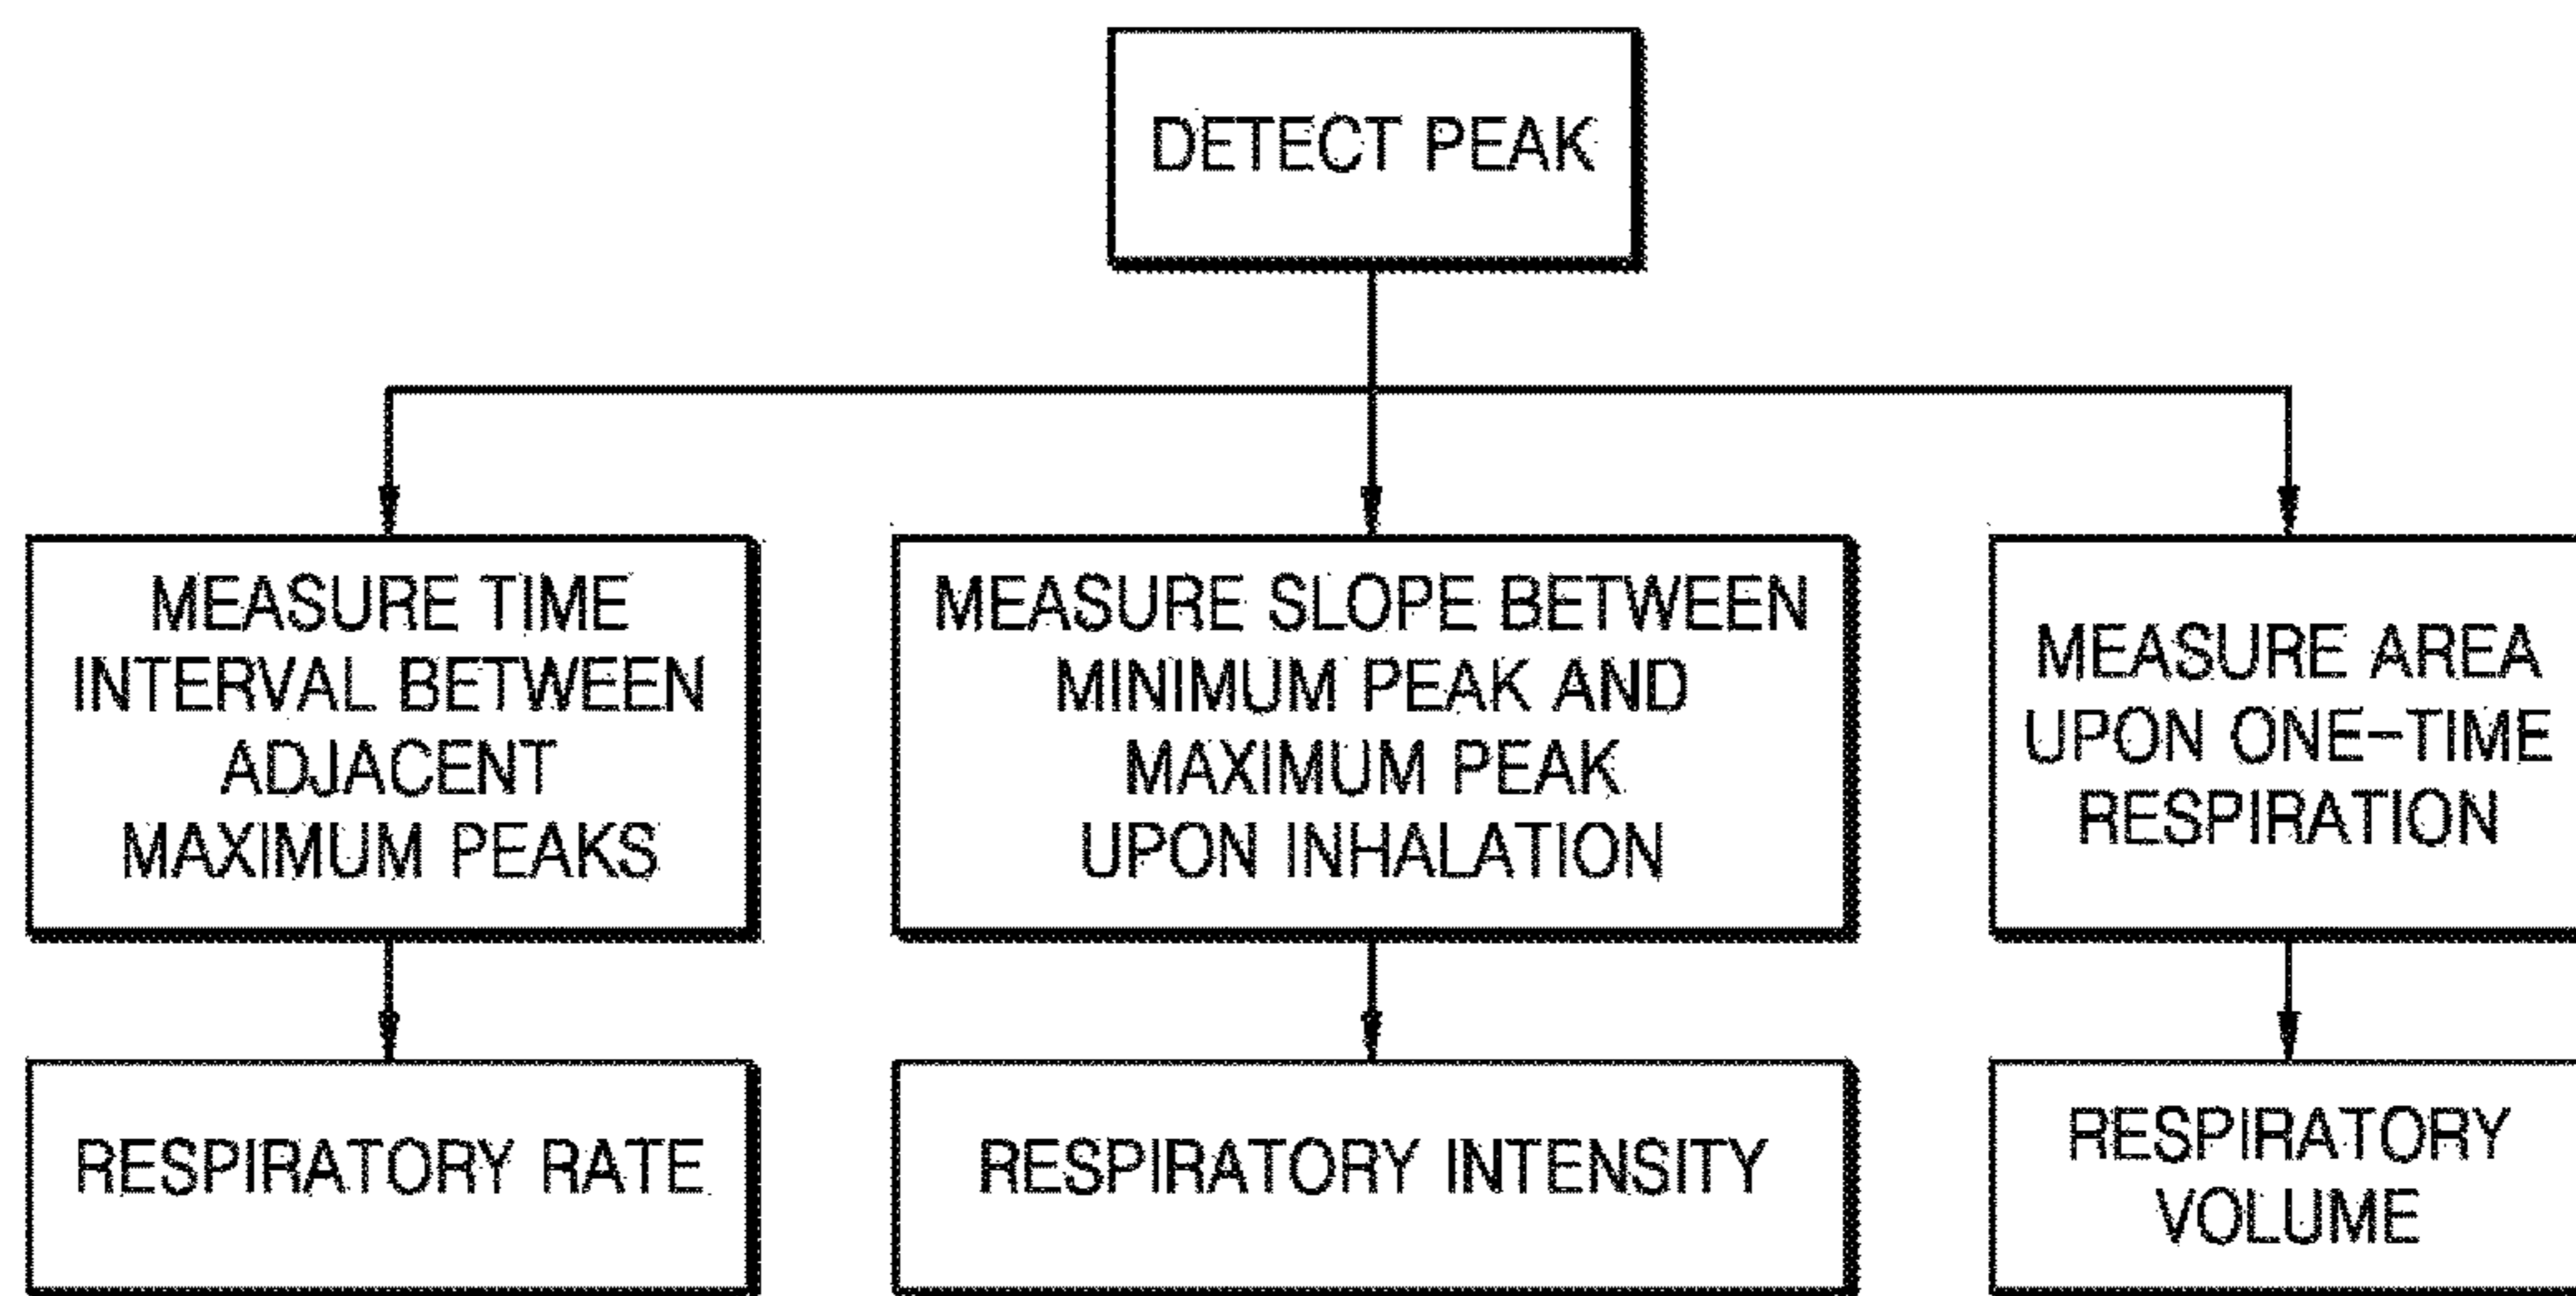 DETECT PEAK
MEASURE TIME
INTERVAL BETWEEN
ADJACENT
MAXIMUM PEAKS
MEASURE SLOPE BETWEEN
MINIMUM PEAK AND
MAXIMUM PEAK
UPON INHALATION
MEASURE AREA
UPON ONE-TIME
RESPIRATION
RESPIRATORY RATE
RESPIRATORY INTENSITY
RESPIRATORY
VOLUME